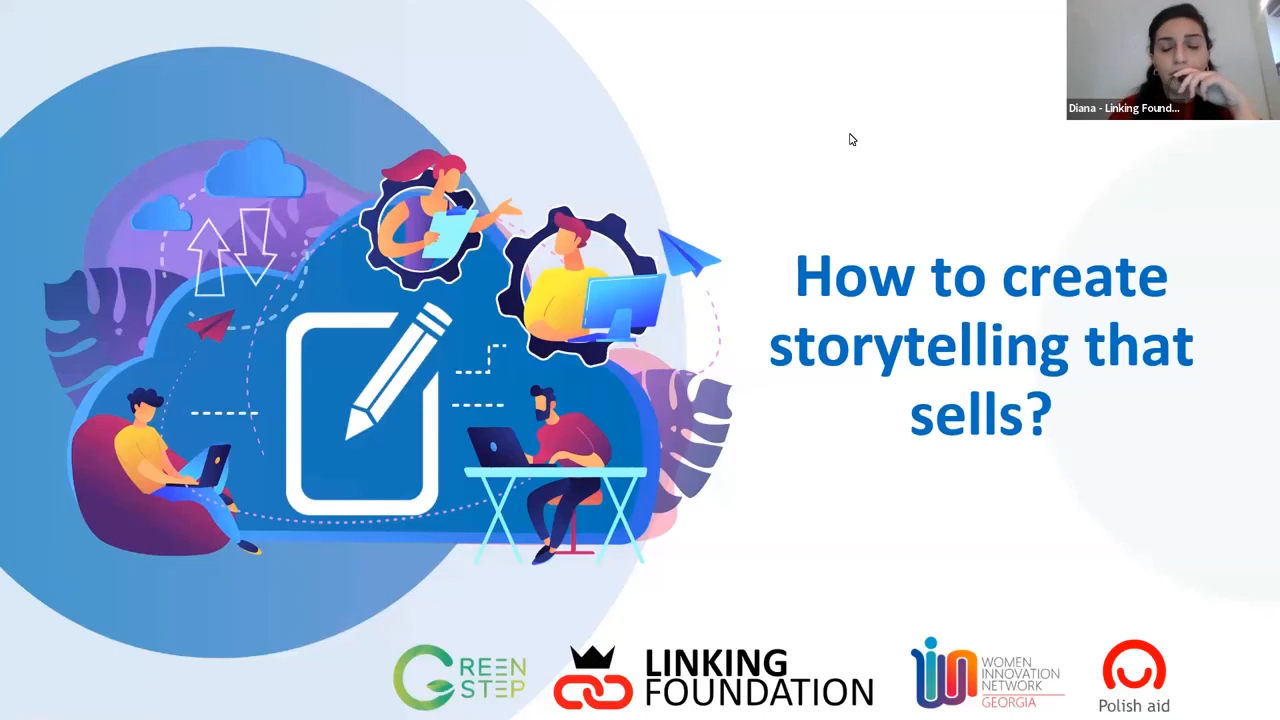 Diana - Linking Found...
How to create
storytelling that
sells?
GREEN
STEP
LINKING
FOUNDATION
win
WOMEN
INNOVATION
NETWORK
GEORGIA
Polish aid